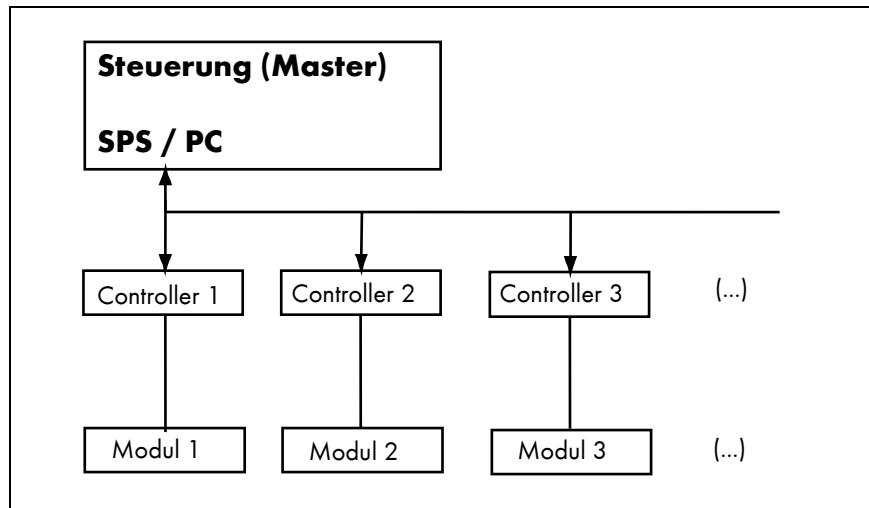 Steuerung (Master)
SPS / PC
Controller 1
Controller 2
Controller 3
(...)
Modul 1
Modul 2
Modul 3
(...)